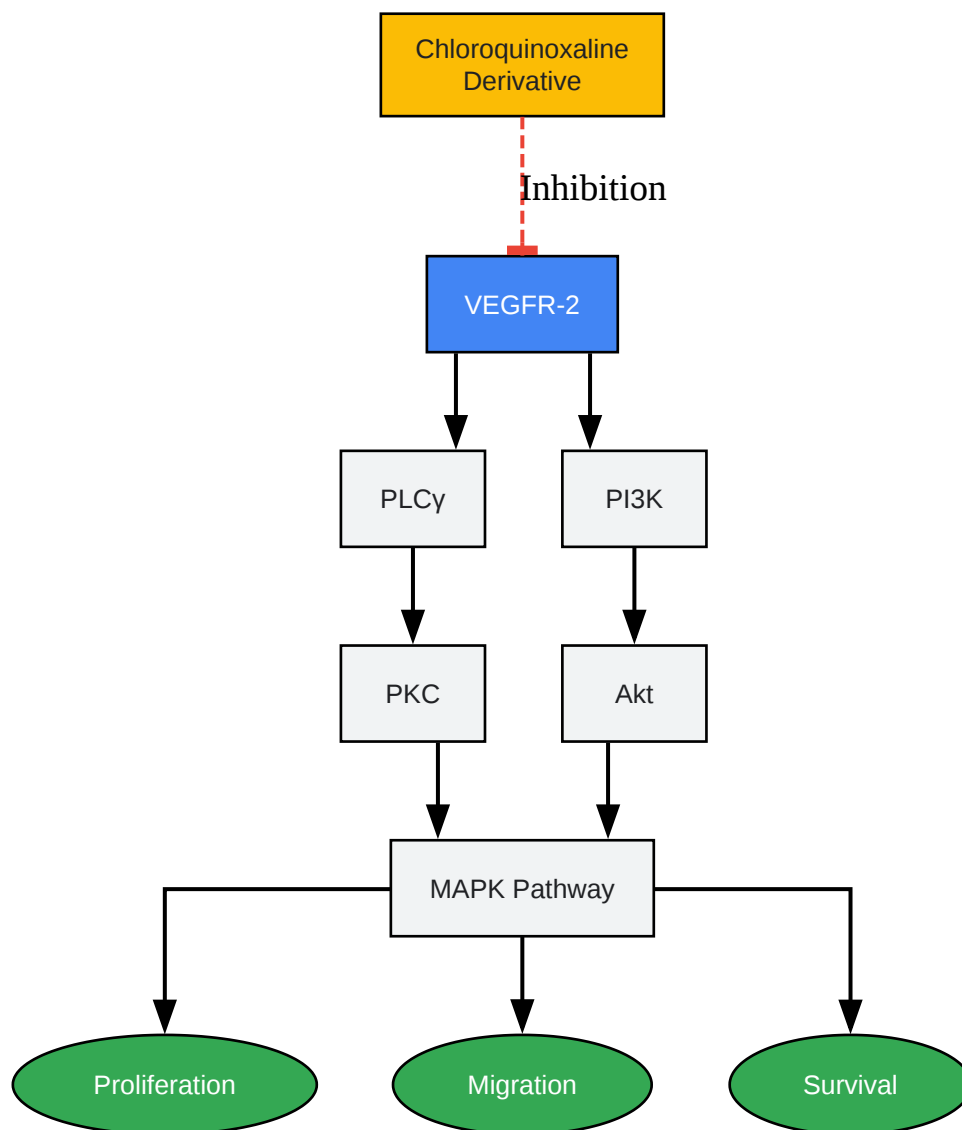 Chloroquinoxaline
Derivative
Inhibition
VEGFR-2
PLCγ
PI3K
PKC
Akt
MAPK Pathway
Proliferation
Migration
Survival